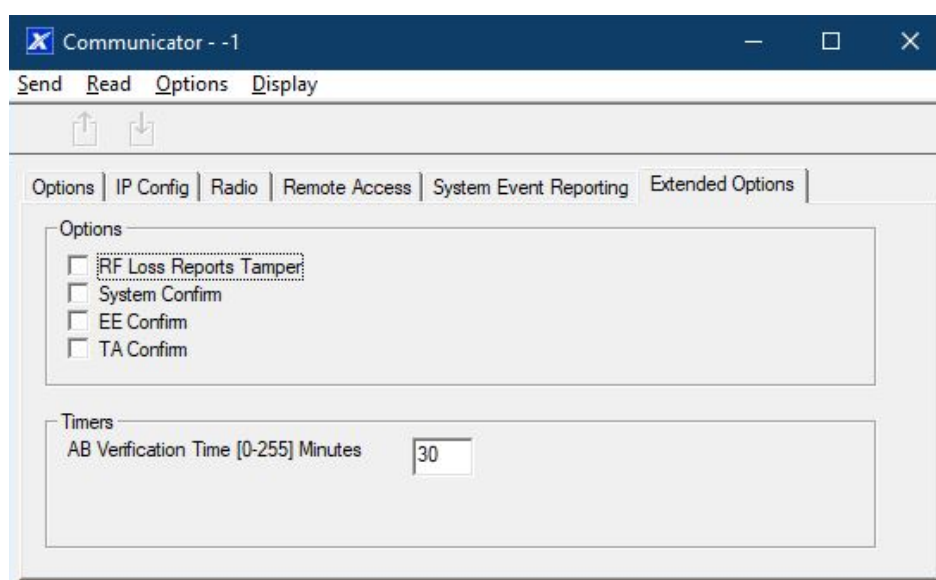 Communicator - -1
Send Read Options Display
Options IP Config Radio Remote Access System Event Reporting Extended Options
Options
RF Loss Reports Tamper
System Confirm
EE Confirm
TA Confirm
Timers
AB Verification Time [0-255] Minutes 30